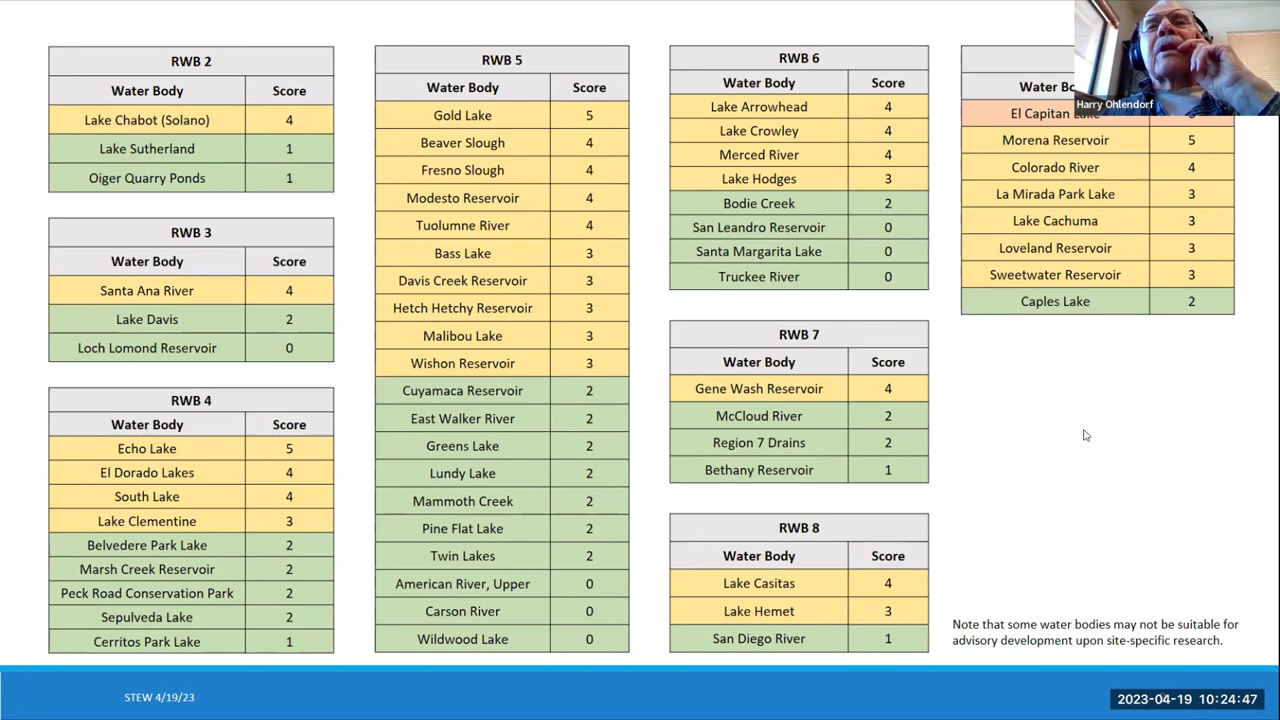 RWB 2
Water Body Score
Lake Chabot (Solano) 4
Lake Sutherland 1
Oiger Quarry Ponds 1
RWB 3
Water Body Score
Santa Ana River 4
Lake Davis 2
Loch Lomond Reservoir 0
RWB 4
Water Body Score
Echo Lake 5
El Dorado Lakes 4
South Lake 4
Lake Clementine 3
Belvedere Park Lake 2
Marsh Creek Reservoir 2
Peck Road Conservation Park 2
Sepulveda Lake 2
Cerritos Park Lake 1
RWB 5
Water Body Score
Gold Lake 5
Beaver Slough 4
Fresno Slough 4
Modesto Reservoir 4
Tuolumne River 4
Bass Lake 3
Davis Creek Reservoir 3
Hetch Hetchy Reservoir 3
Malibou Lake 3
Wishon Reservoir 3
Cuyamaca Reservoir 2
East Walker River 2
Greens Lake 2
Lundy Lake 2
Mammoth Creek 2
Pine Flat Lake 2
Twin Lakes 2
American River, Upper 0
Carson River 0
Wildwood Lake 0
RWB 6
Water Body Score
Lake Arrowhead 4
Lake Crowley 4
Merced River 4
Lake Hodges 3
Bodie Creek 2
San Leandro Reservoir 0
Santa Margarita Lake 0
Truckee River 0
RWB 7
Water Body Score
Gene Wash Reservoir 4
McCloud River 2
Region 7 Drains 2
Bethany Reservoir 1
RWB 8
Water Body Score
Lake Casitas 4
Lake Hemet 3
San Diego River 1
Harry Ohlendorf
Water
El Capitan Lake
Morena Reservoir 5
Colorado River 4
La Mirada Park Lake 3
Lake Cachuma 3
Loveland Reservoir 3
Sweetwater Reservoir 3
Caples Lake 2
Note that some water bodies may not be suitable for
advisory development upon site-specific research.
STEW 4/19/23
2023-04-19 10:24:47